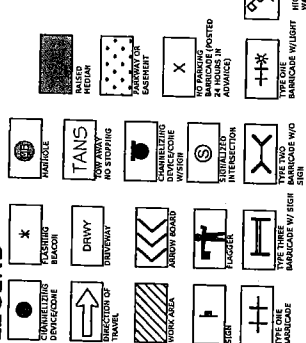 CHANNELIZING
DEVICE/CONE
FLASHING
BEACON
MANHOLE
RAISED
MEDIAN
DIRECTION OF
TRAVEL
DRWY
DRIVEWAY
TANS
TOW AWAY
NO STOPPING
PARKWAY OR
EASEMENT
WORK AREA
ARROW BOARD
CHANNELIZING
DEVICE/CONE
W/SIGN
X
NO PARKING
BARRICADE (POSTED
24 HOURS IN
ADVANCE)
SIGN
FLAGGER
S
SIGNALIZED
INTERSECTION
TYPE ONE
BARRICADE
TYPE THREE
BARRICADE W/ SIGN
TYPE TWO
BARRICADE W/O
SIGN
TYPE ONE
BARRICADE W/LIGHT